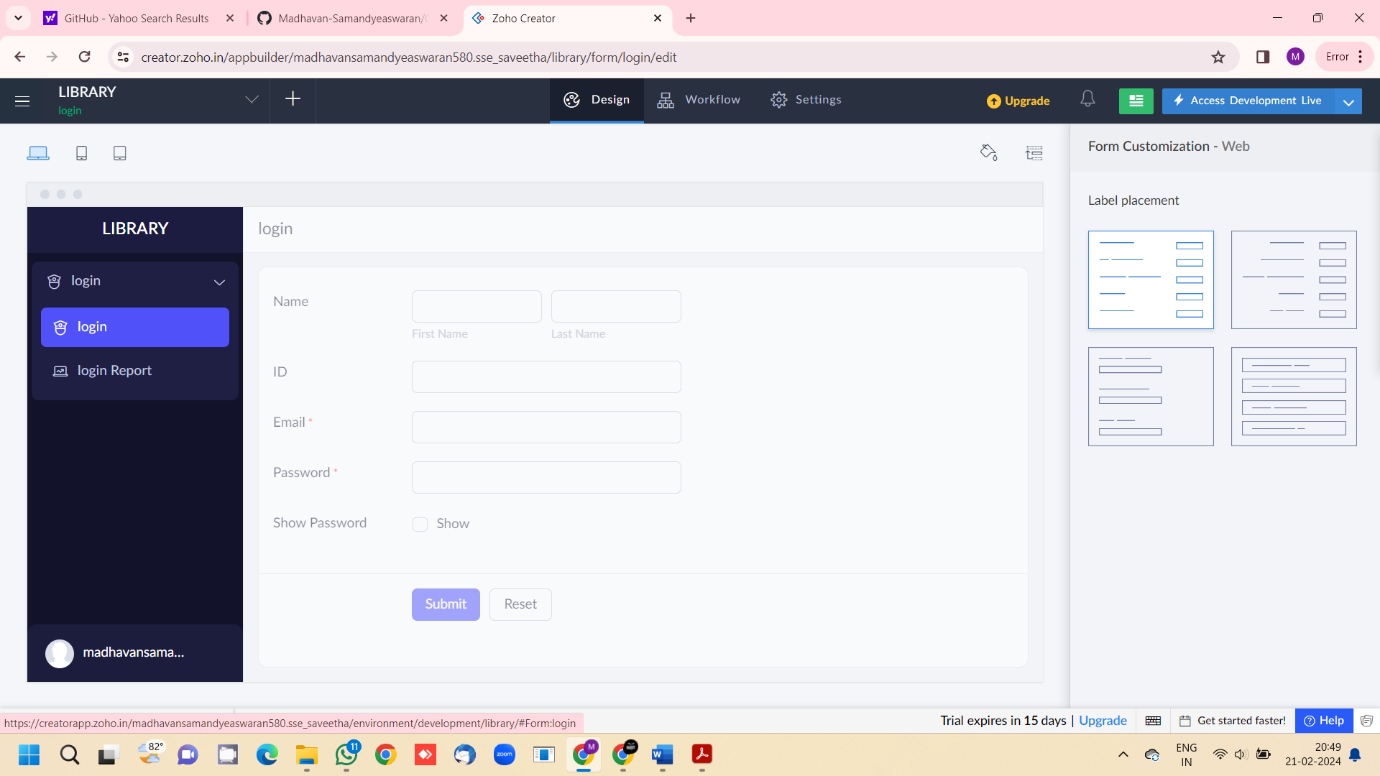 GitHub - Yahoo Search Results
Madhavan-Samandyeaswaran/
Zoho Creator
creator.zoho.in/appbuilder/madhavansamandyeaswaran580.sse_saveetha/library/form/login/edit
M
Error
LIBRARY
login
Design
Workflow
Settings
Upgrade
Access Development Live
Form Customization - Web
Label placement
LIBRARY
login
login
login
login Report
madhavansama...
Name
First Name
Last Name
ID
Email *
Password *
Show Password
Show
Submit
Reset
https://creatorapp.zoho.in/madhavansamandyeaswaran580.sse_saveetha/environment/development/library/#Form:login
Trial expires in 15 days | Upgrade
Get started faster!
Help
82°
11
zoom
M
ENG
IN
20:49
21-02-2024